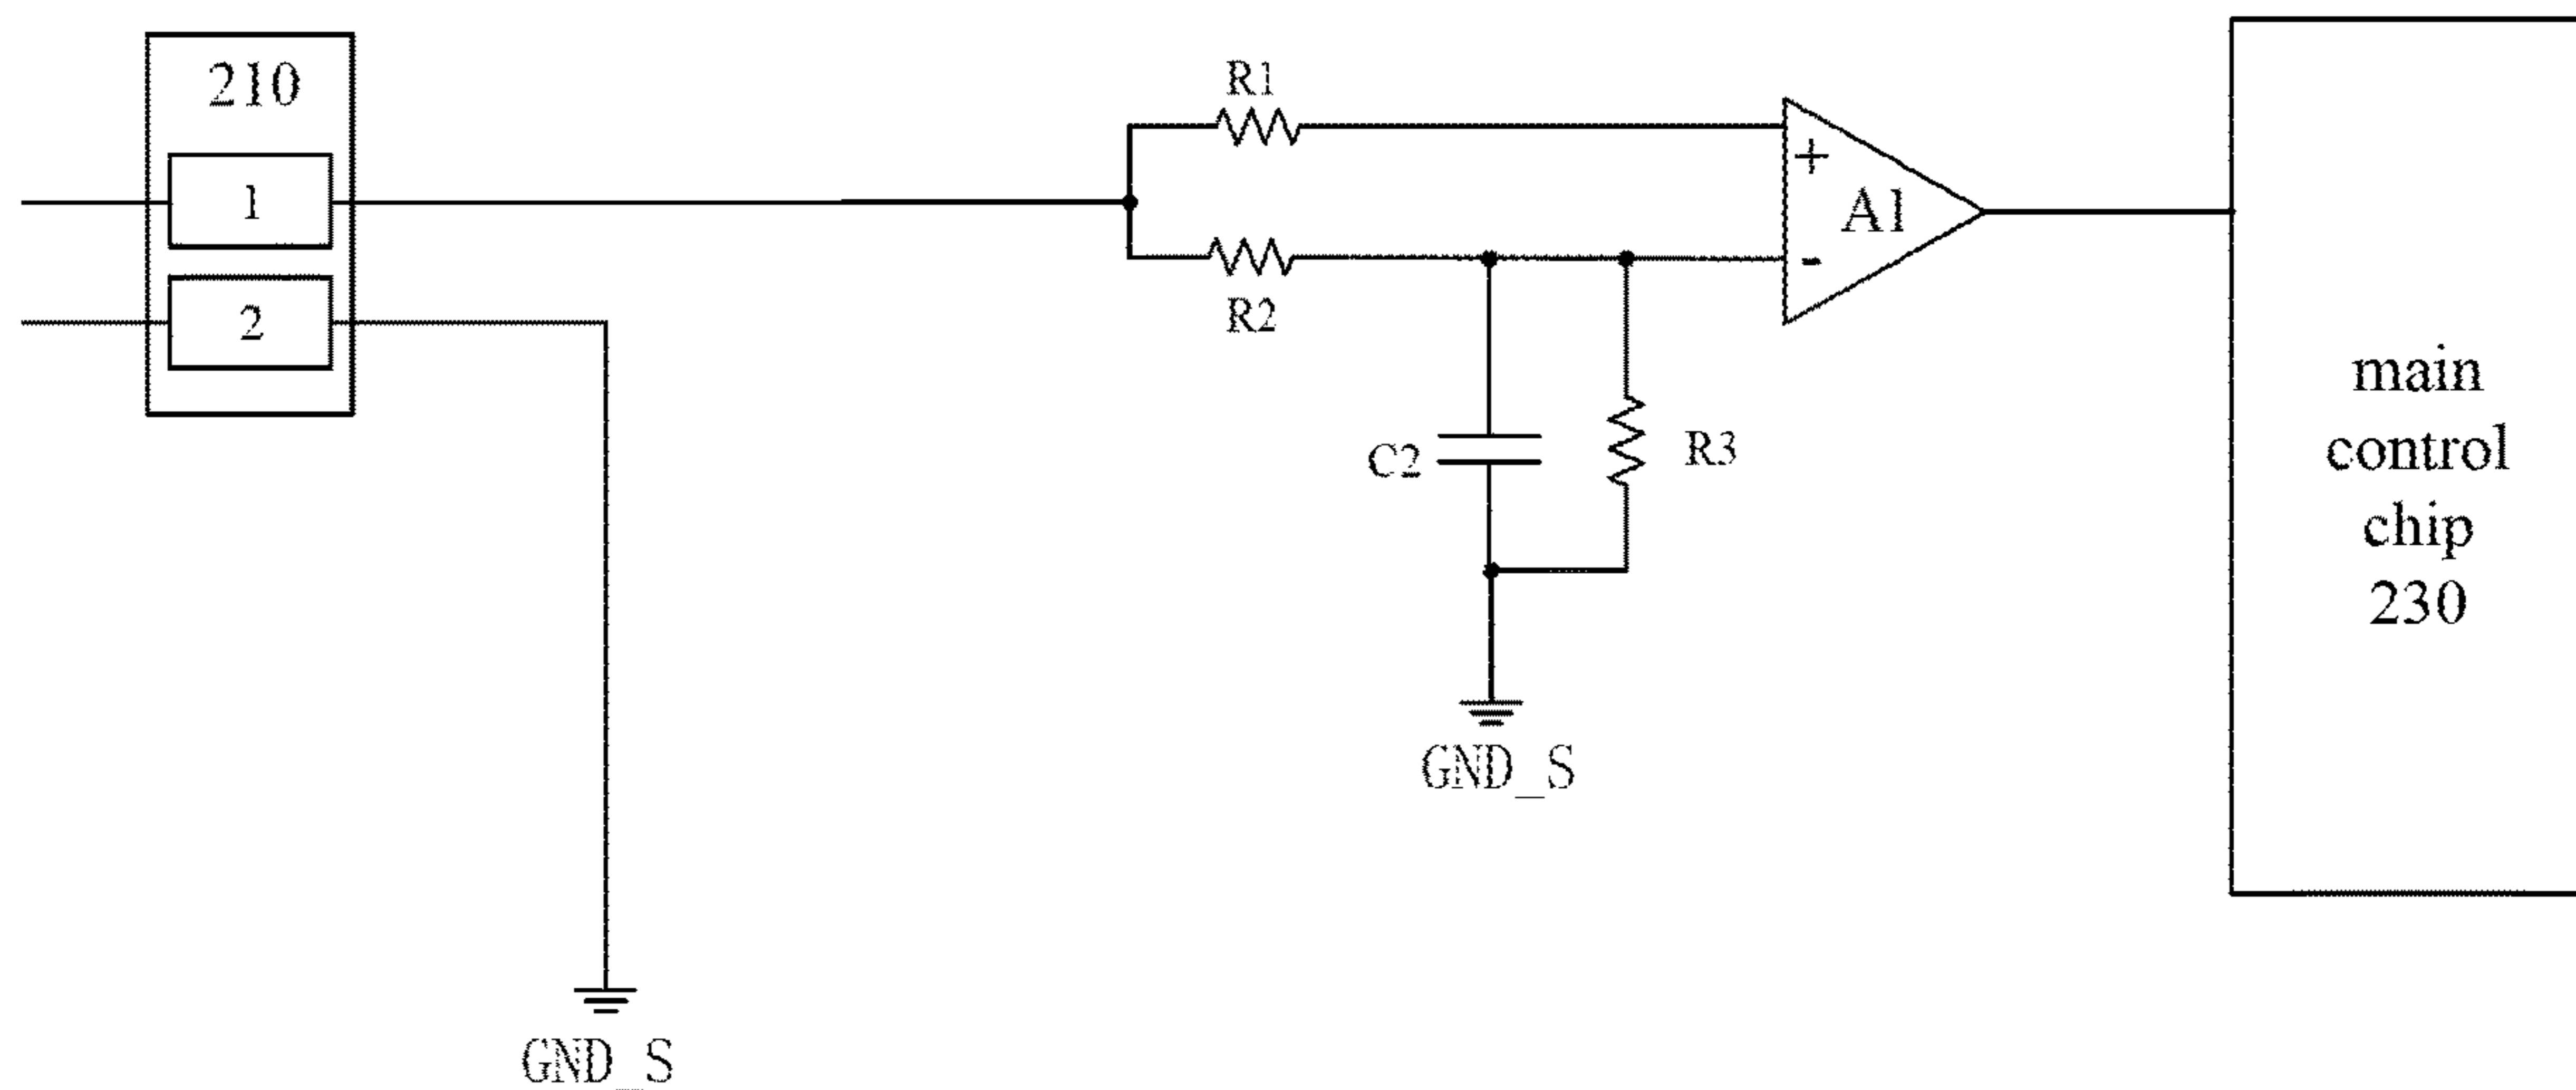 210
1
2
R1
R2
+
A1
-
C2
R3
GND_S
GND_S
main
control
chip
230